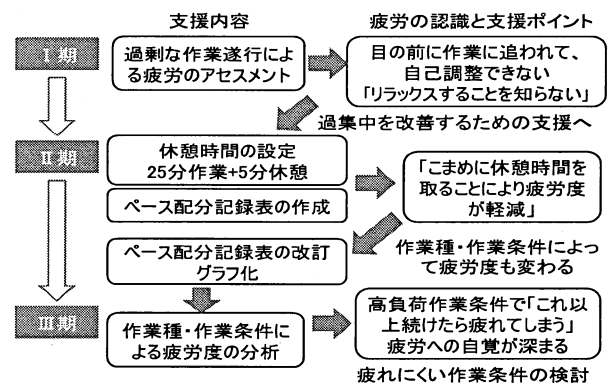 支援内容
疲労の認識と支援ポイント
Ⅰ期
過剰な作業遂行によ
る疲労のアセスメント
目の前に作業に追われて、
自己調整できない
「リラックスすることを知らない」
過集中を改善するための支援へ
Ⅱ期
休憩時間の設定
25分作業+5分休憩
ペース配分記録表の作成
「こまめに休憩時間を
取ることにより疲労度
が軽減」
ペース配分記録表の改訂
グラフ化
作業種・作業条件によっ
て疲労度も変わる
Ⅲ期
作業種・作業条件に
よる疲労度の分析
高負荷作業条件で「これ以
上続けたら疲れてしまう」
疲労への自覚が深まる
疲れにくい作業条件の検討